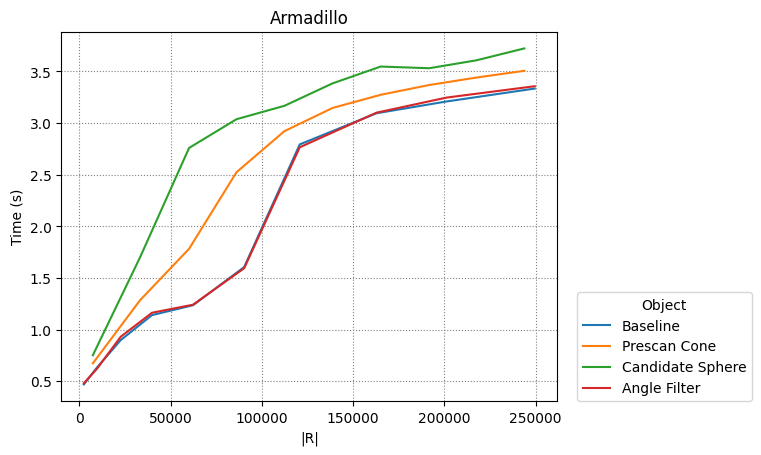 Armadillo
Time (s)
3.5
3.0
2.5
2.0
1.5
1.0
0.5
0
50000
100000
150000
200000
250000
|R|
Object
Baseline
Prescan Cone
Candidate Sphere
Angle Filter